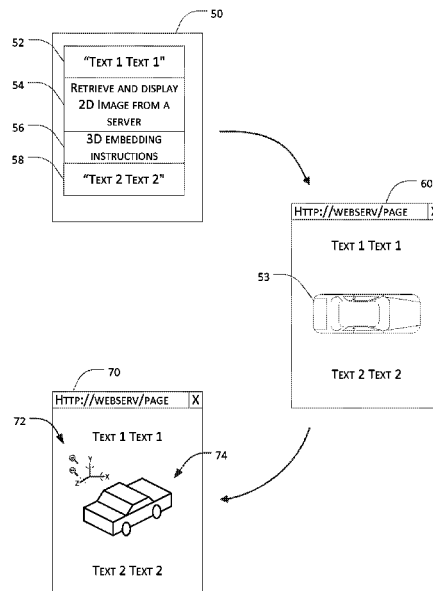 50
52
"TEXT 1 TEXT 1"
54
RETRIEVE AND DISPLAY
2D IMAGE FROM A
SERVER
56
3D EMBEDDING
INSTRUCTIONS
58
"TEXT 2 TEXT 2"
60
HTTP://WEBSERV/PAGE
TEXT 1 TEXT 1
53
TEXT 2 TEXT 2
70
HTTP://WEBSERV/PAGE X
72
TEXT 1 TEXT 1
Y
X
Z
74
TEXT 2 TEXT 2